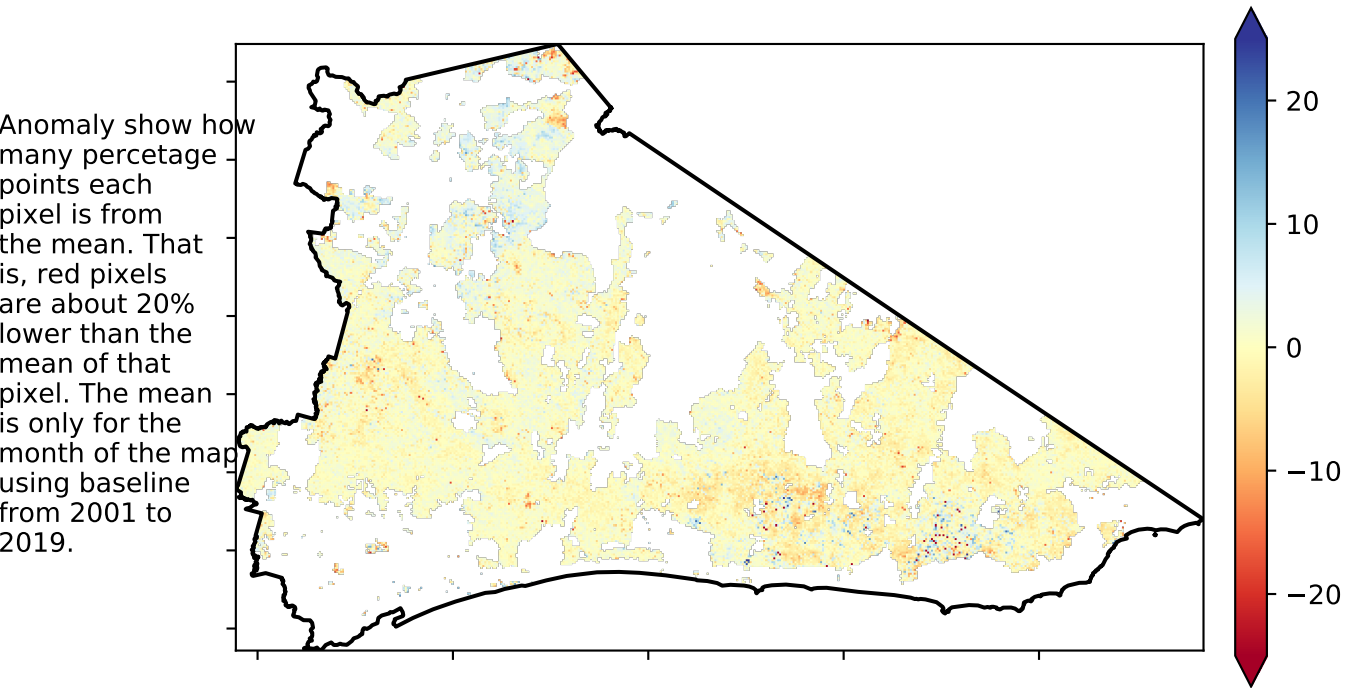 Anomaly show how
many percetage
points each
pixel is from
the mean. That
is, red pixels
are about 20%
lower than the
mean of that
pixel. The mean
is only for the
month of the map
using baseline
from 2001 to
2019.
20
10
0
−10
−20